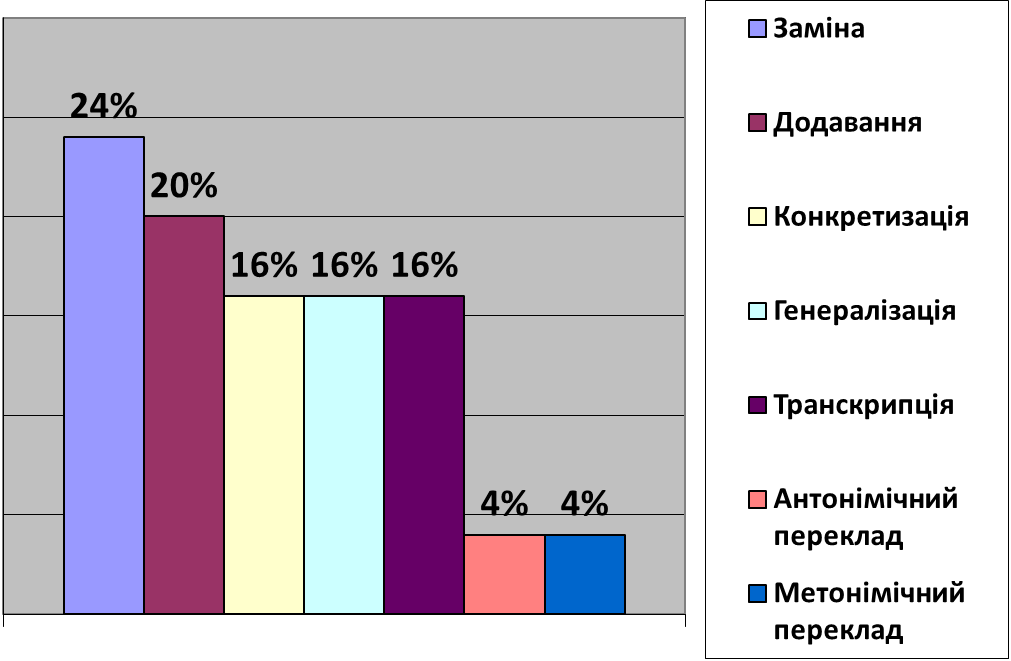 24%
20%
16% 16% 16%
4% 4%
Заміна
Додавання
Конкретизація
Генералізація
Транскрипція
Антонімічний
переклад
Метонімічний
переклад